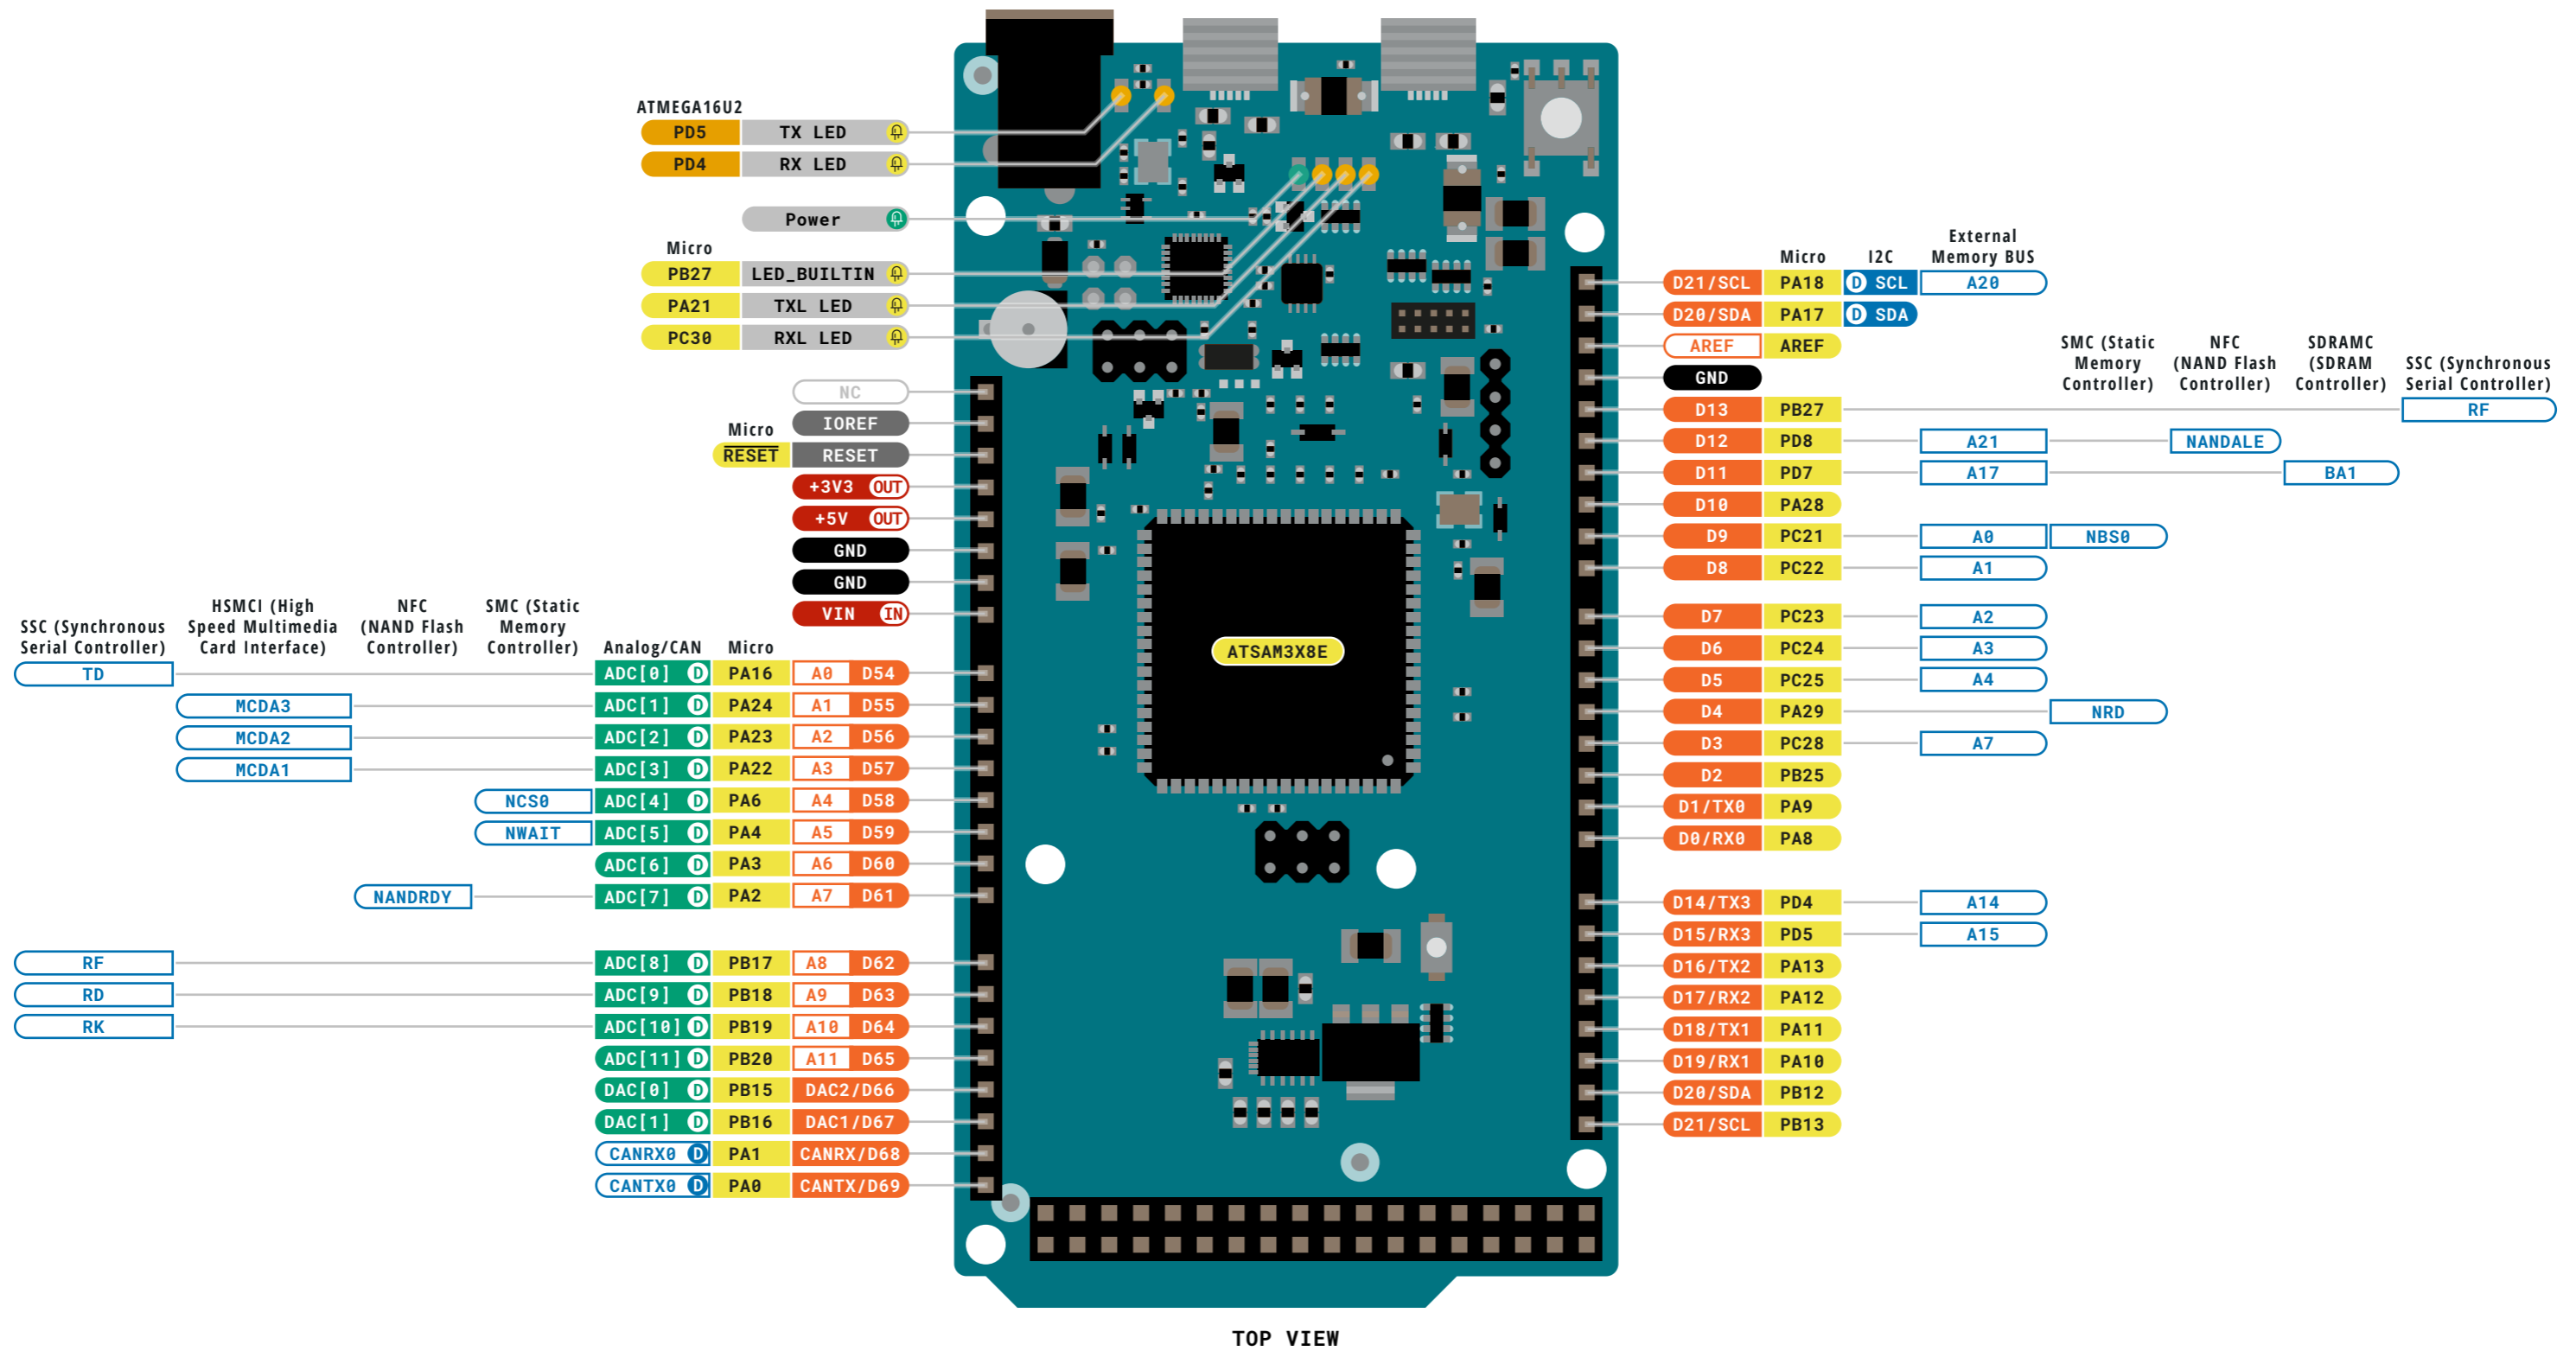 ATMEGA16U2
PD5 TX LED
PD4 RX LED
Power
Micro
PB27 LED_BUILTIN
PA21 TXL LED
PC30 RXL LED
NC
IOREF
Micro
RESET RESET
+3V3 OUT
+5V OUT
GND
GND
VIN IN
SSC (Synchronous
Serial Controller)
HSMCI (High
Speed Multimedia
Card Interface)
NFC
(NAND Flash
Controller)
SMC (Static
Memory
Controller)
Analog/CAN
Micro
TD ADC[0] D PA16 A0 D54
MCDA3 ADC[1] D PA24 A1 D55
MCDA2 ADC[2] D PA23 A2 D56
MCDA1 ADC[3] D PA22 A3 D57
NCS0 ADC[4] D PA6 A4 D58
NWAIT ADC[5] D PA4 A5 D59
ADC[6] D PA3 A6 D60
NANDRDY ADC[7] D PA2 A7 D61
RF ADC[8] D PB17 A8 D62
RD ADC[9] D PB18 A9 D63
RK ADC[10] D PB19 A10 D64
ADC[11] D PB20 A11 D65
DAC[0] D PB15 DAC2/D66
DAC[1] D PB16 DAC1/D67
CANRX0 D PA1 CANRX/D68
CANTX0 D PA0 CANTX/D69
ATSAM3X8E
Micro
I2C
External
Memory BUS
D21/SCL PA18 D SCL A20
D20/SDA PA17 D SDA
AREF AREF
GND
SMC (Static
Memory
Controller)
NFC
(NAND Flash
Controller)
SDRAMC
(SDRAM
Controller)
SSC (Synchronous
Serial Controller)
D13 PB27 RF
D12 PD8 A21 NANDALE
D11 PD7 A17 BA1
D10 PA28
D9 PC21 A0 NBS0
D8 PC22 A1
D7 PC23 A2
D6 PC24 A3
D5 PC25 A4
D4 PA29 NRD
D3 PC28 A7
D2 PB25
D1/TX0 PA9
D0/RX0 PA8
D14/TX3 PD4 A14
D15/RX3 PD5 A15
D16/TX2 PA13
D17/RX2 PA12
D18/TX1 PA11
D19/RX1 PA10
D20/SDA PB12
D21/SCL PB13
TOP VIEW